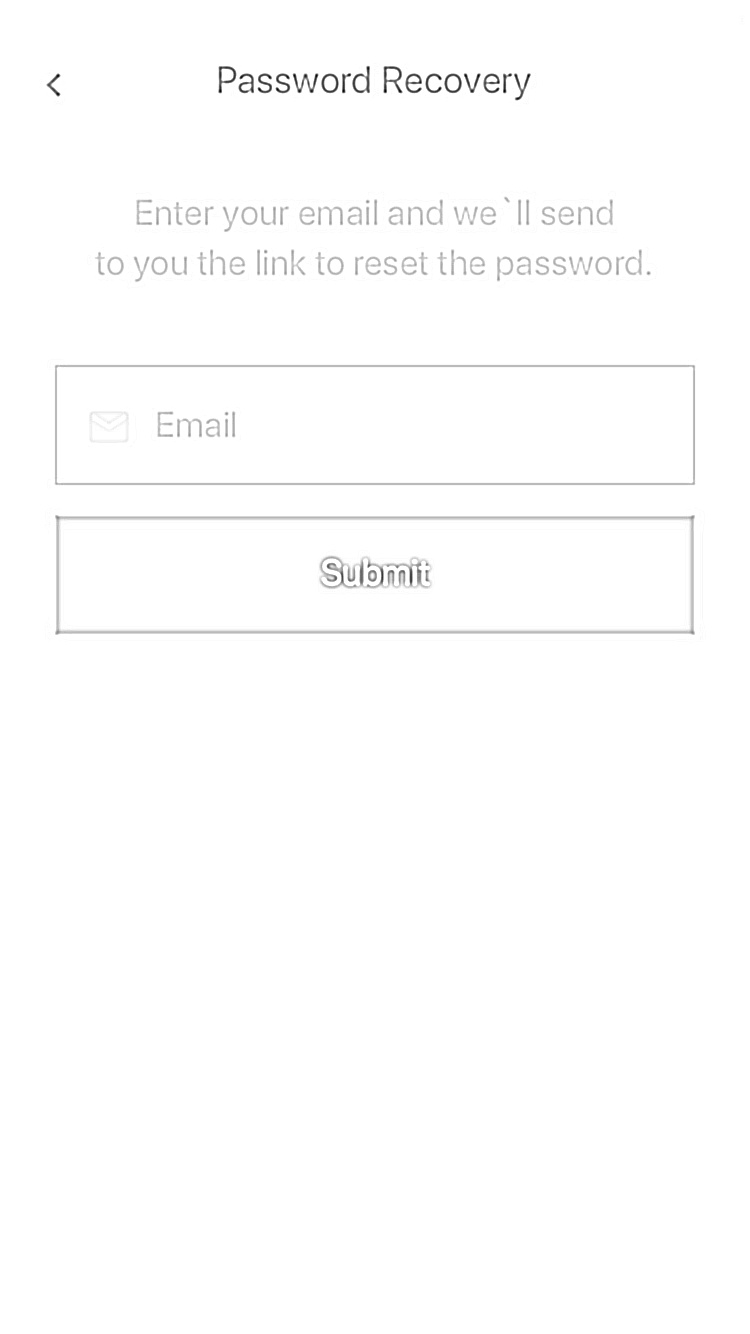 Password Recovery
Enter your email and we`ll send
to you the link to reset the password.
Email
Submit